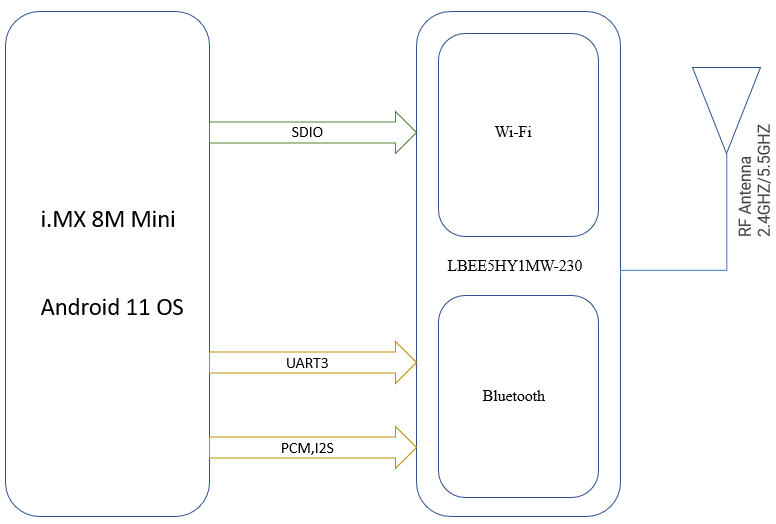 i.MX 8M Mini
Android 11 OS
SDIO
UART3
PCM,I2S
Wi-Fi
LBEE5HY1MW-230
Bluetooth
RF Antenna
2.4GHZ/5.5GHZ